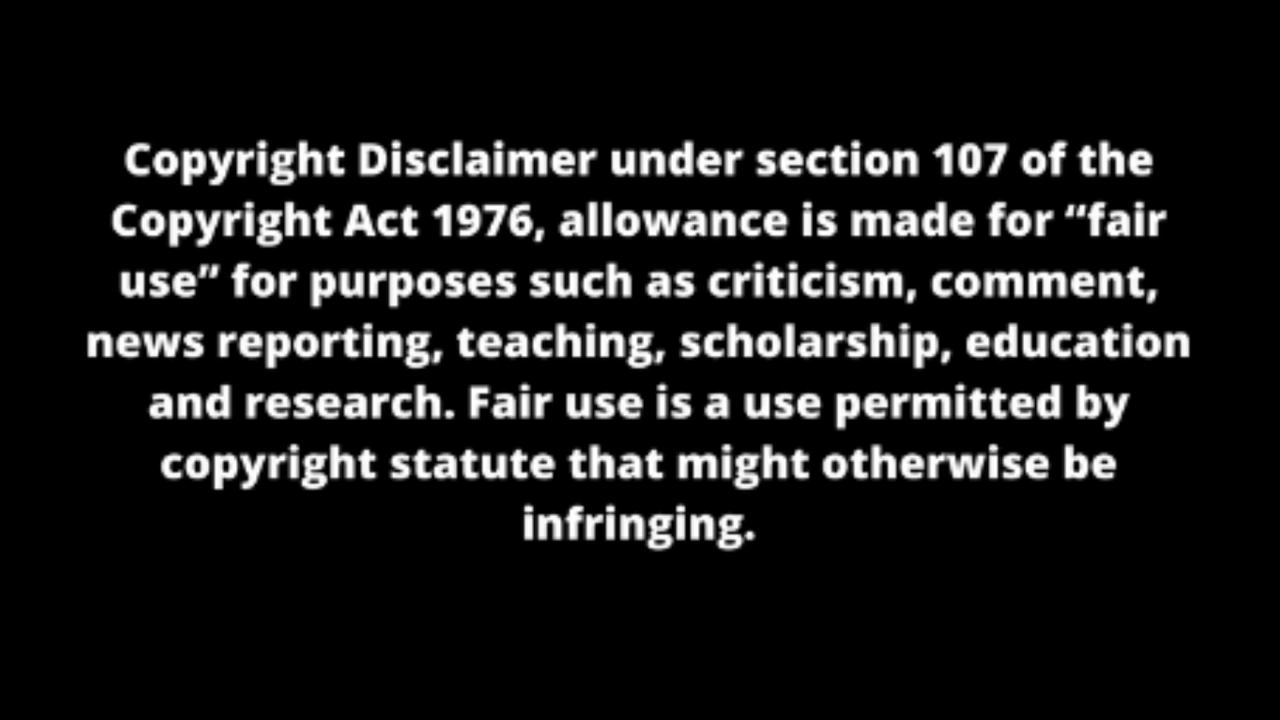 Copyright Disclaimer under section 107 of the
Copyright Act 1976, allowance is made for “fair
use” for purposes such as criticism, comment,
news reporting, teaching, scholarship, education
and research. Fair use is a use permitted by
copyright statute that might otherwise be
infringing.